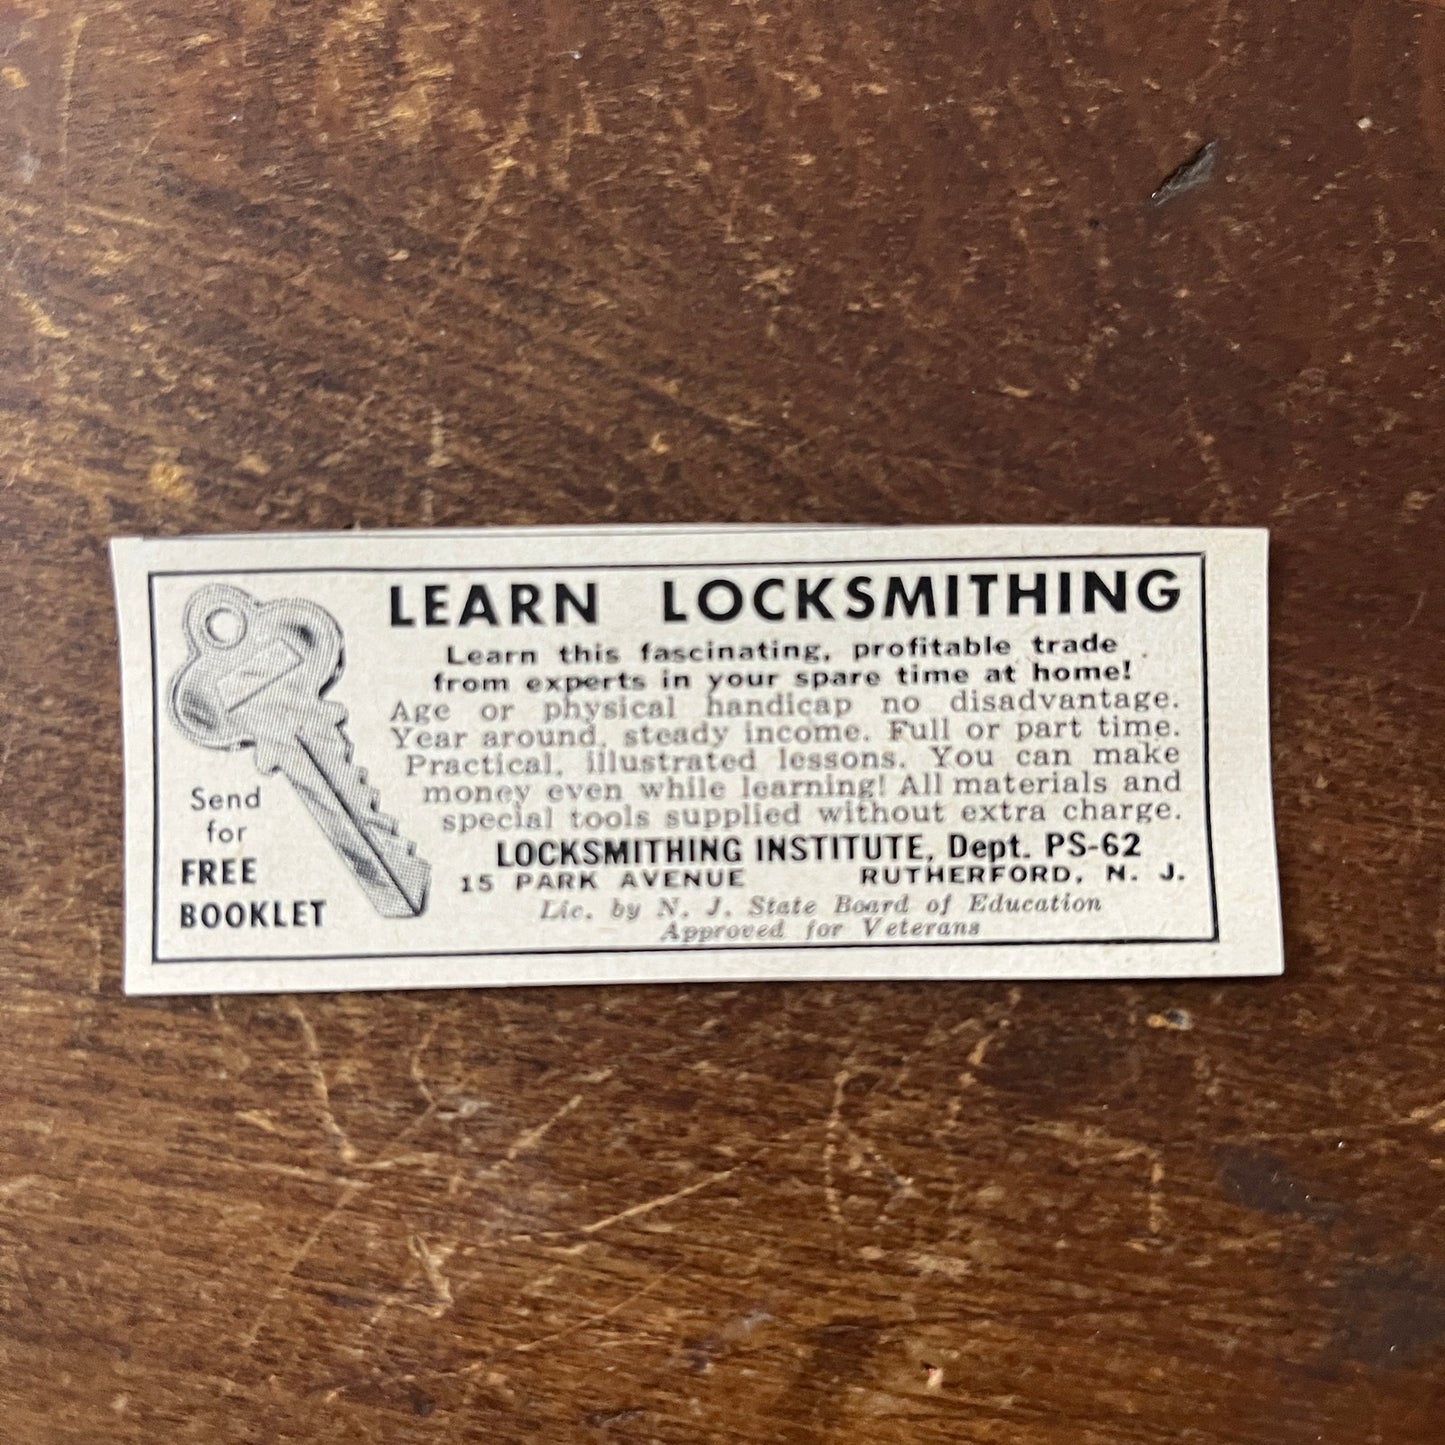 LEARN LOCKSMITHING
Learn this fascinating, profitable trade
from experts in your spare time at home!
Age or physical handicap no disadvantage.
Year around, steady income. Full or part time.
Practical, illustrated lessons. You can make
money even while learning! All materials and
special tools supplied without extra charge.
LOCKSMITHING INSTITUTE, Dept. PS-62
15 PARK AVENUE RUTHERFORD, N. J.
Lic. by N. J. State Board of Education
Approved for Veterans
Send
for
FREE
BOOKLET